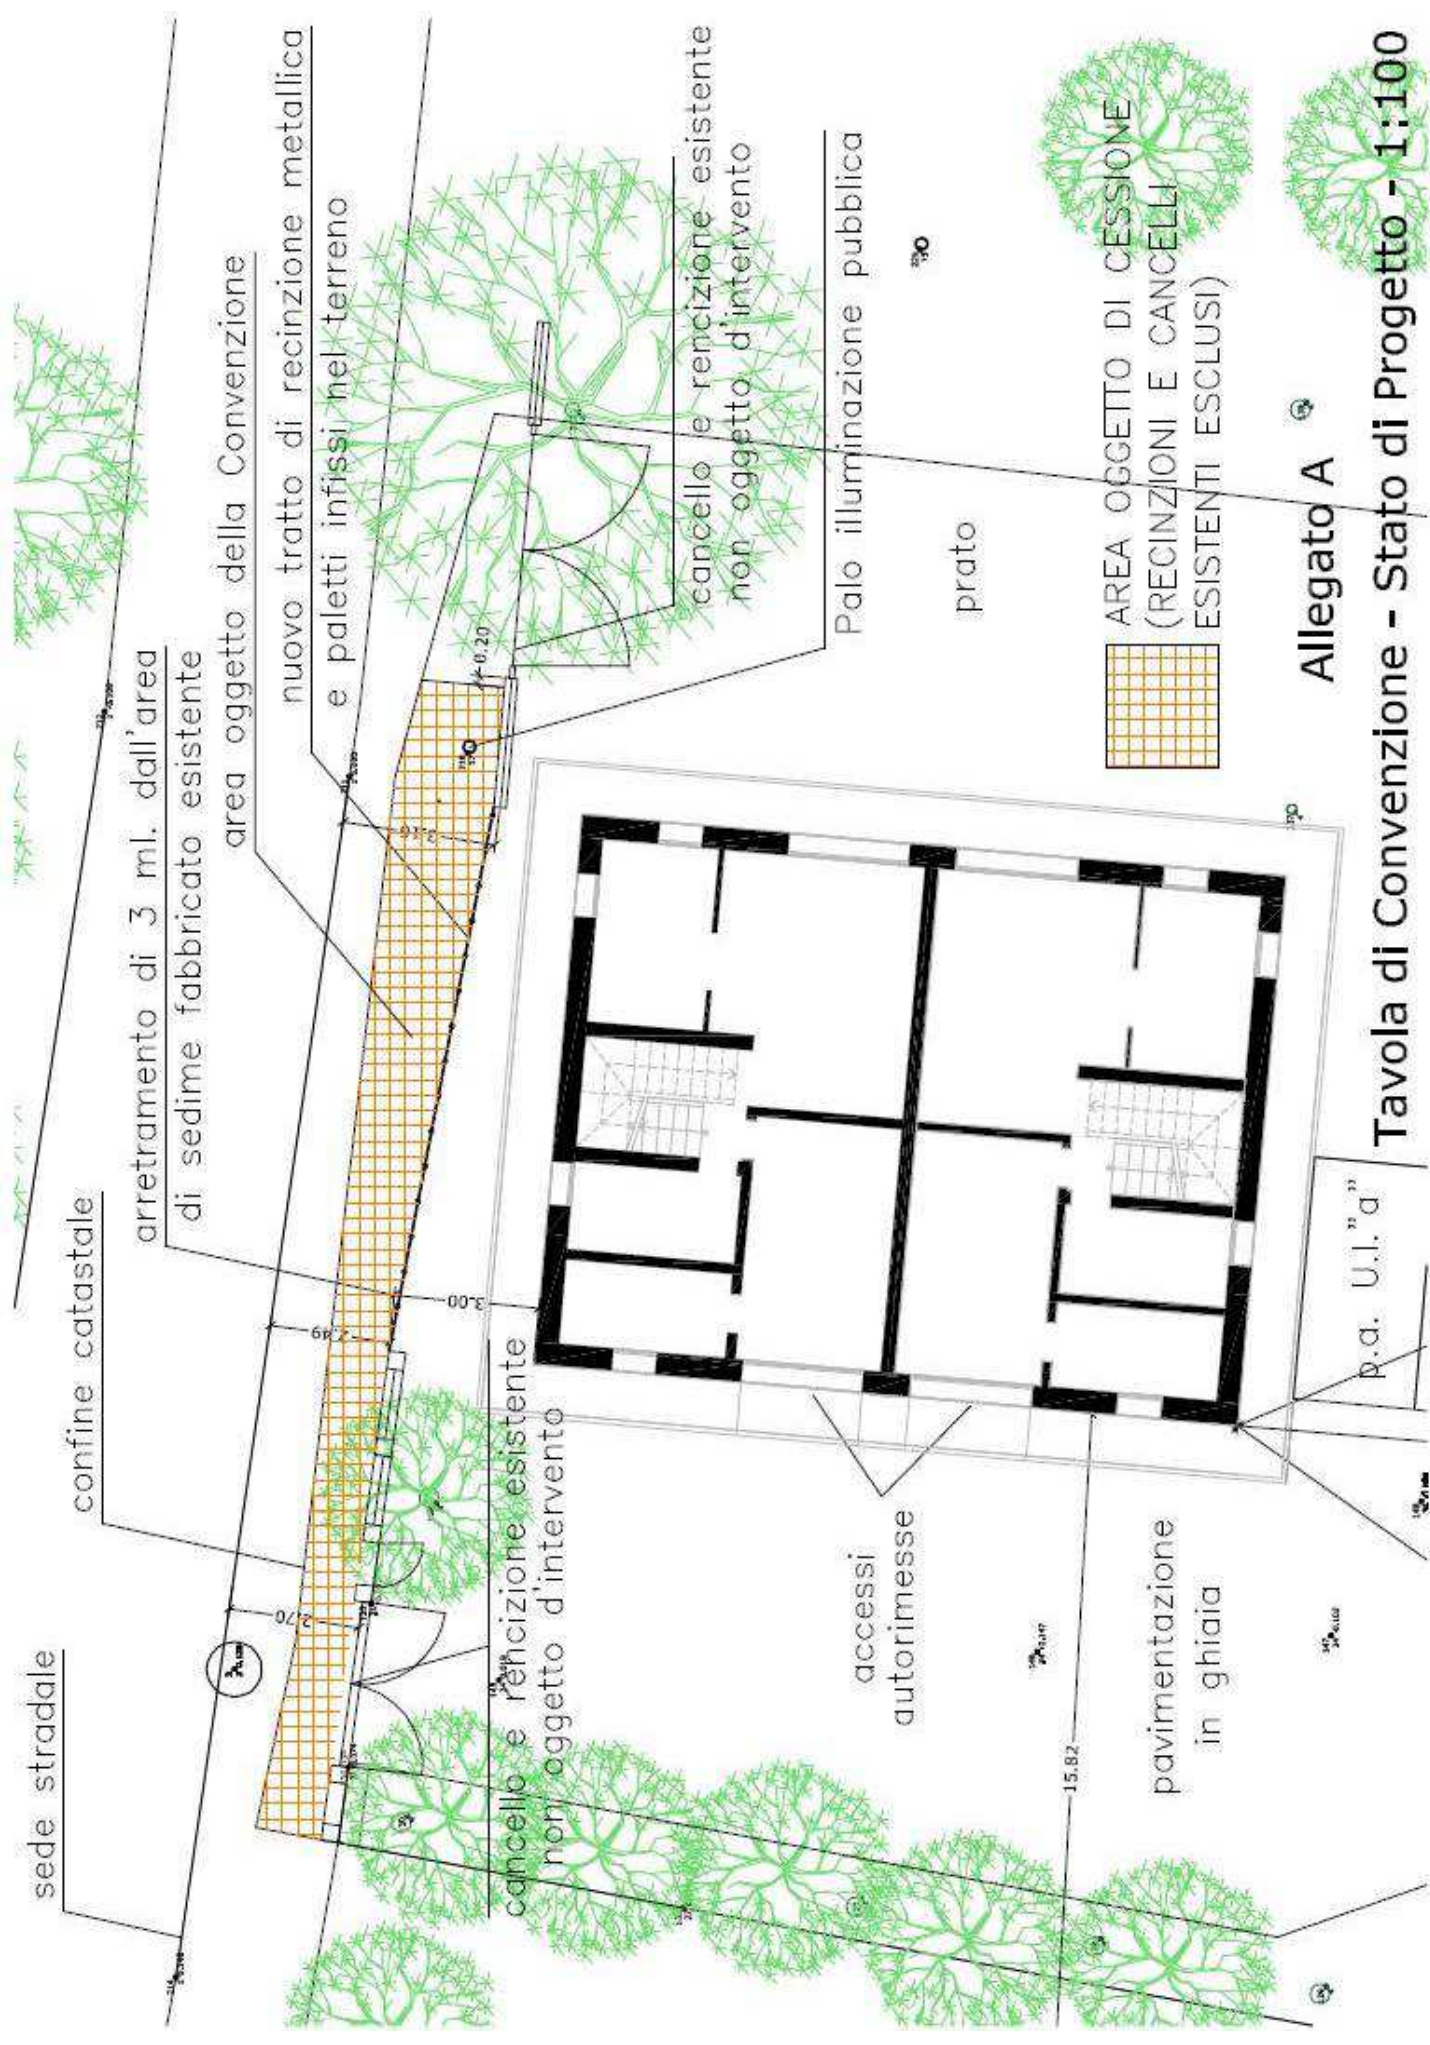 sede stradale
confine catastale
arretramento di 3 ml. dall'area
di sedime fabbricato esistente
area oggetto della Convenzione
nuovo tratto di recinzione metallica
e paletti infissi nel terreno
cancello e rencizione esistente
non oggetto d'intervento
Palo illuminazione pubblica
prato
0.20
3.00
2.49
2.70
cancello e rencizione esistente
non oggetto d'intervento
accessi
autorimesse
15.82
pavimentazione
in ghiaia
p.a. U.I."a"
AREA OGGETTO DI CESSIONE
(RECINZIONI E CANCELLI
ESISTENTI ESCLUSI)
Allegato A
Tavola di Convenzione - Stato di Progetto - 1:100